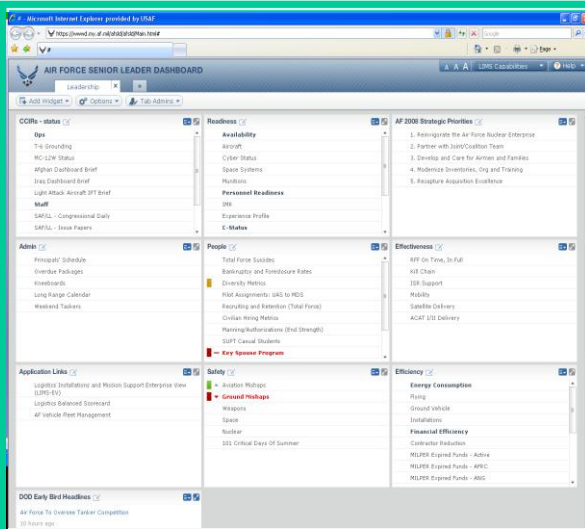 # - Microsoft Internet Explorer provided by USAF
Google
#
Page
AIR FORCE SENIOR LEADER DASHBOARD
A A A
LIMS Capabilities
Help
Leadership
Add Widget
Options
Tab Admins
CCIRs - status
Ops
T-6 Grounding
MC-12W Status
Afghan Dashboard Brief
Iraq Dashboard Brief
Light Attack Aircraft IPT Brief
Staff
SAF/LL - Congressional Daily
SAF/LL - Issue Papers
Readiness
Availability
Aircraft
Cyber Status
Space Systems
Munitions
Personnel Readiness
IMR
Experience Profile
C-Status
AF 2008 Strategic Priorities
1. Reinvigorate the Air Force Nuclear Enterprise
2. Partner with Joint/Coalition Team
3. Develop and Care for Airmen and Families
4. Modernize Inventories, Org and Training
5. Recapture Acquisition Excellence
Admin
Principals' Schedule
Overdue Packages
Kneeboards
Long Range Calendar
Weekend Taskers
People
Total Force Suicides
Bankruptcy and Foreclosure Rates
Diversity Metrics
Pilot Assignments: UAS to MDS
Recruiting and Retention (Total Force)
Civilian Hiring Metrics
Manning/Authorizations (End Strength)
SUPT Casual Students
Key Spouse Program
Effectiveness
RFF On Time, In Full
Kill Chain
ISR Support
Mobility
Satellite Delivery
ACAT I/II Delivery
Application Links
Logistics Installations and Mission Support Enterprise View
(LIMS-EV)
Logistics Balanced Scorecard
AF Vehicle Fleet Management
Safety
Aviation Mishaps
Ground Mishaps
Weapons
Space
Nuclear
101 Critical Days Of Summer
Efficiency
Energy Consumption
Flying
Ground Vehicle
Installations
Financial Efficiency
Contractor Reduction
MILPER Expired Funds - Active
MILPER Expired Funds - AFRC
MILPER Expired Funds - ANG
DOD Early Bird Headlines
Air Force To Oversee Tanker Competition
10 hours ago